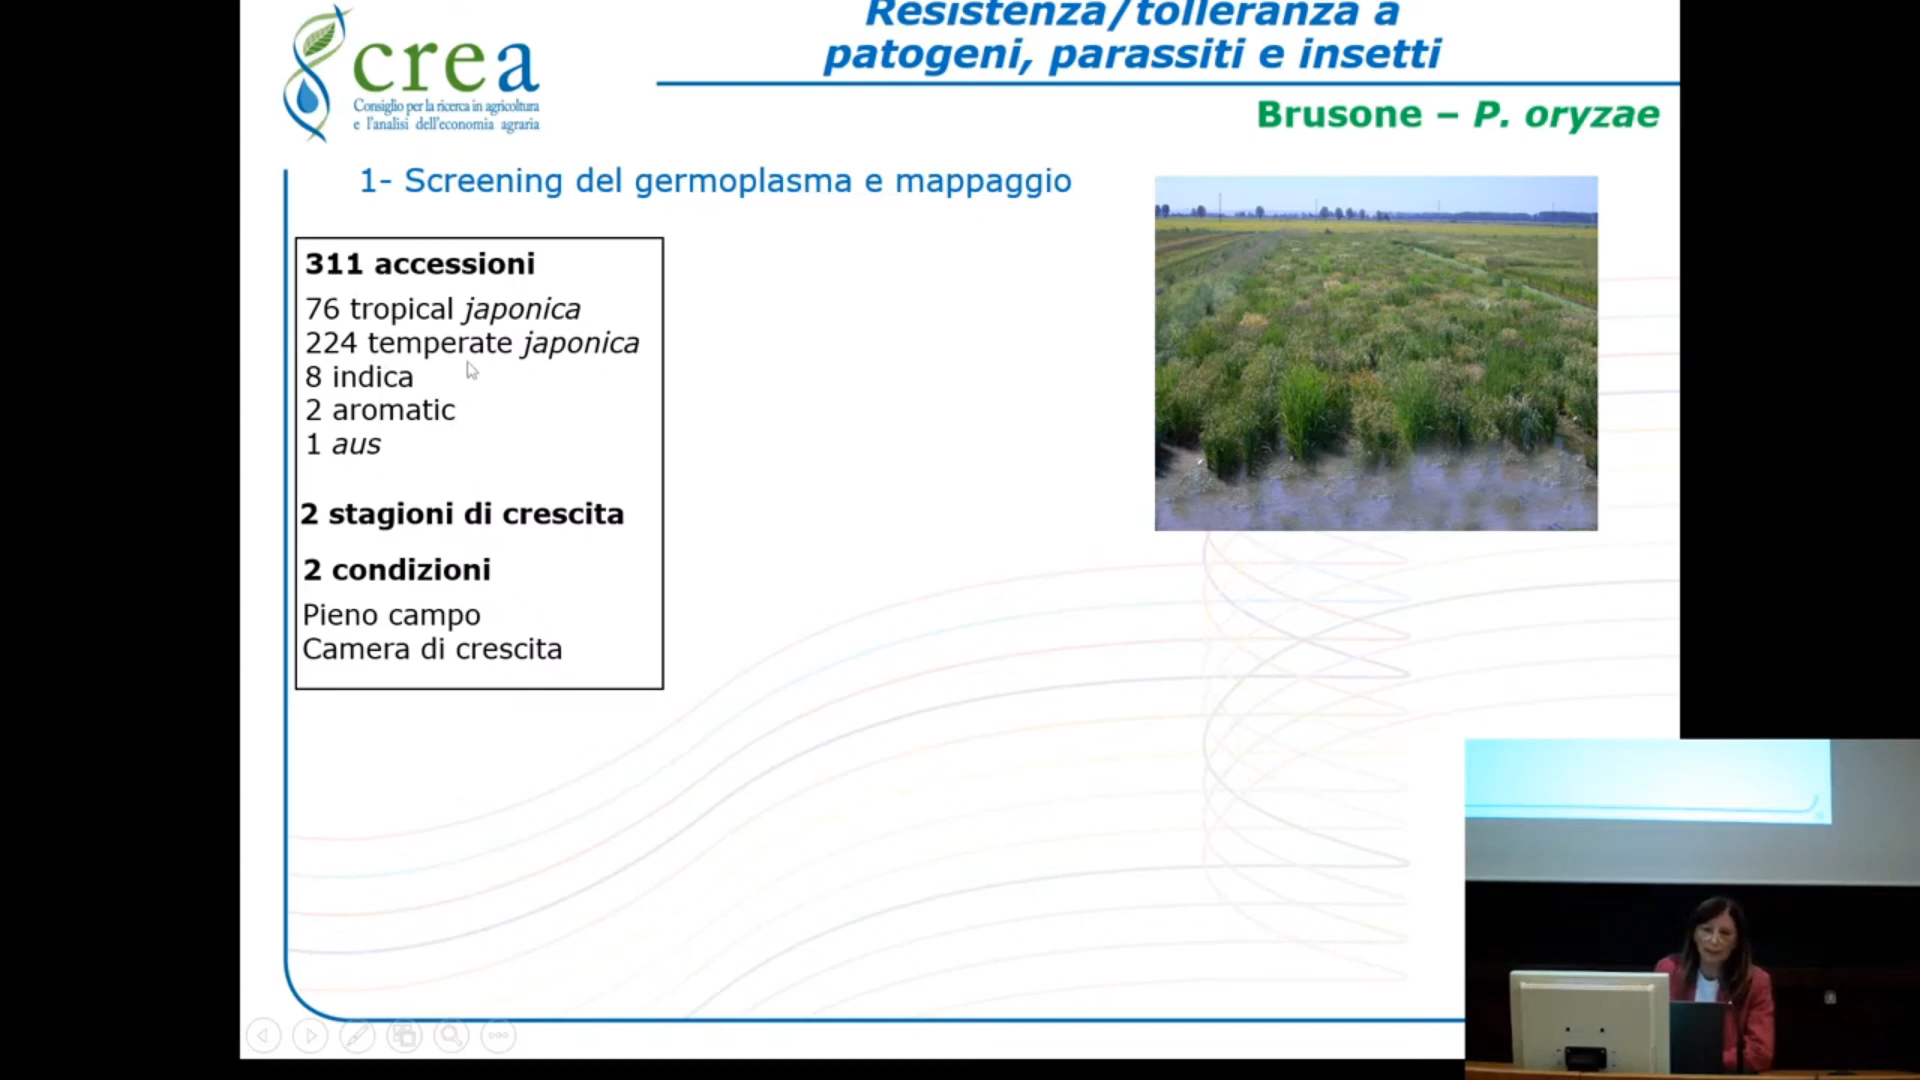 Resistenza/tolleranza a
patogeni, parassiti e insetti
crea
Consiglio per la ricerca in agricoltura
e l'analisi dell'economia agraria
Brusone – P. oryzae
1- Screening del germoplasma e mappaggio
311 accessioni
76 tropical japonica
224 temperate japonica
8 indica
2 aromatic
1 aus
2 stagioni di crescita
2 condizioni
Pieno campo
Camera di crescita